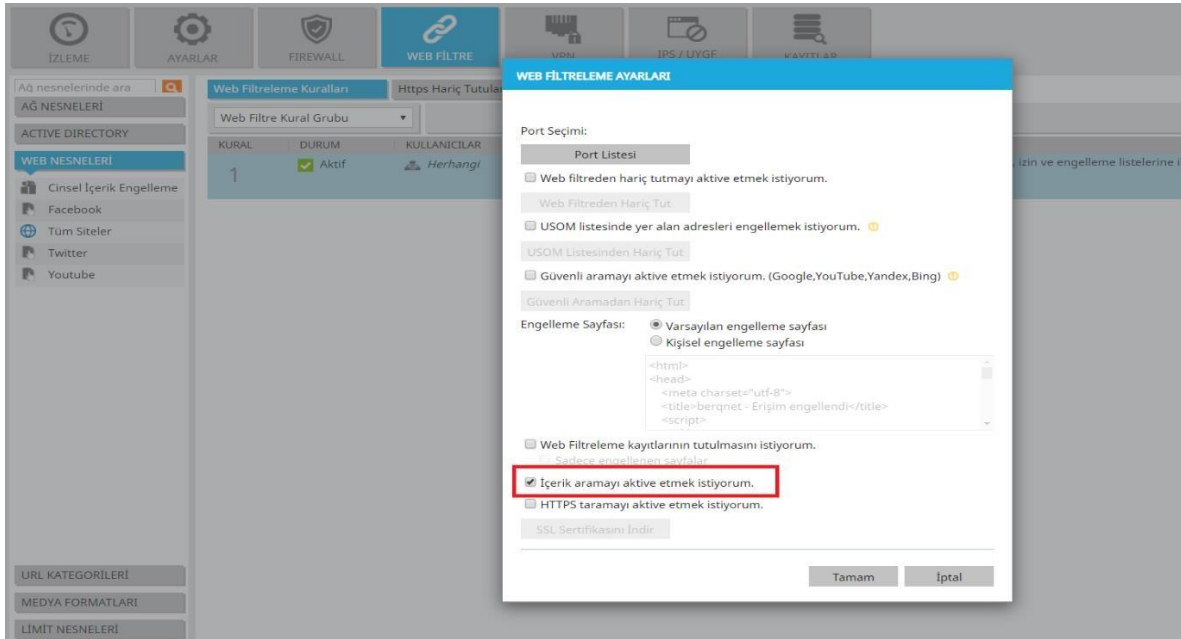 İZLEME
AYARLAR
FIREWALL
WEB FİLTRE
VPN
IPS / UYGF
KAYITLAR
Ağ nesnelerinde ara
AĞ NESNELERİ
ACTIVE DIRECTORY
WEB NESNELERİ
Cinsel İçerik Engelleme
Facebook
Tüm Siteler
Twitter
Youtube
URL KATEGORİLERİ
MEDYA FORMATLARI
LİMİT NESNELERİ
Web Filtreleme Kuralları
Https Hariç Tutula
Web Filtre Kural Grubu
KURAL DURUM KULLANICILAR
1 Aktif Herhangi
, izin ve engelleme listelerine i
WEB FİLTRELEME AYARLARI
Port Seçimi:
Port Listesi
Web filtreden hariç tutmayı aktive etmek istiyorum.
Web Filtreden Hariç Tut
USOM listesinde yer alan adresleri engellemek istiyorum.
USOM Listesinden Hariç Tut
Güvenli aramayı aktive etmek istiyorum. (Google,YouTube,Yandex,Bing)
Güvenli Aramadan Hariç Tut
Engelleme Sayfası:
Varsayılan engelleme sayfası
Kişisel engelleme sayfası
<html>
<head>
<meta charset="utf-8">
<title>berqnet - Erişim engellendi</title>
<script>
Web Filtreleme kayıtlarının tutulmasını istiyorum.
Sadece engellenen sayfalar
İçerik aramayı aktive etmek istiyorum.
HTTPS taramayı aktive etmek istiyorum.
SSL Sertifikasını İndir
Tamam
İptal